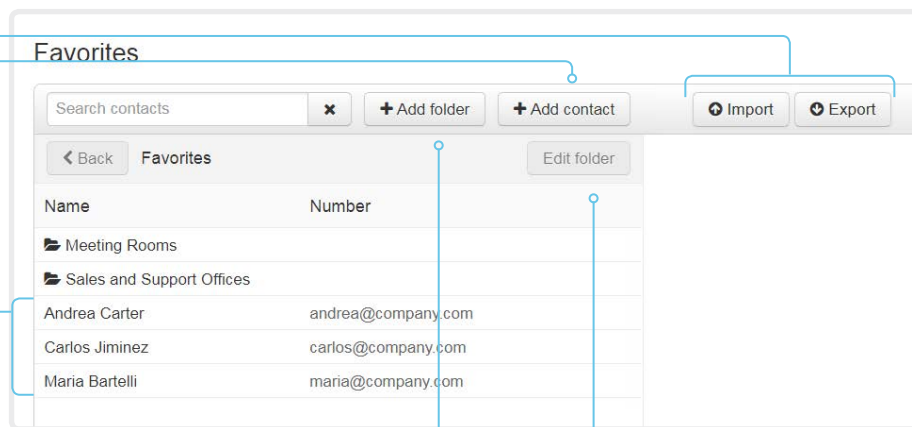 Favorites
Search contacts Add folder Add contact Import Export
Back Favorites Edit folder
Name Number
Meeting Rooms
Sales and Support Offices
Andrea Carter andrea@company.com
Carlos Jiminez carlos@company.com
Maria Bartelli maria@company.com